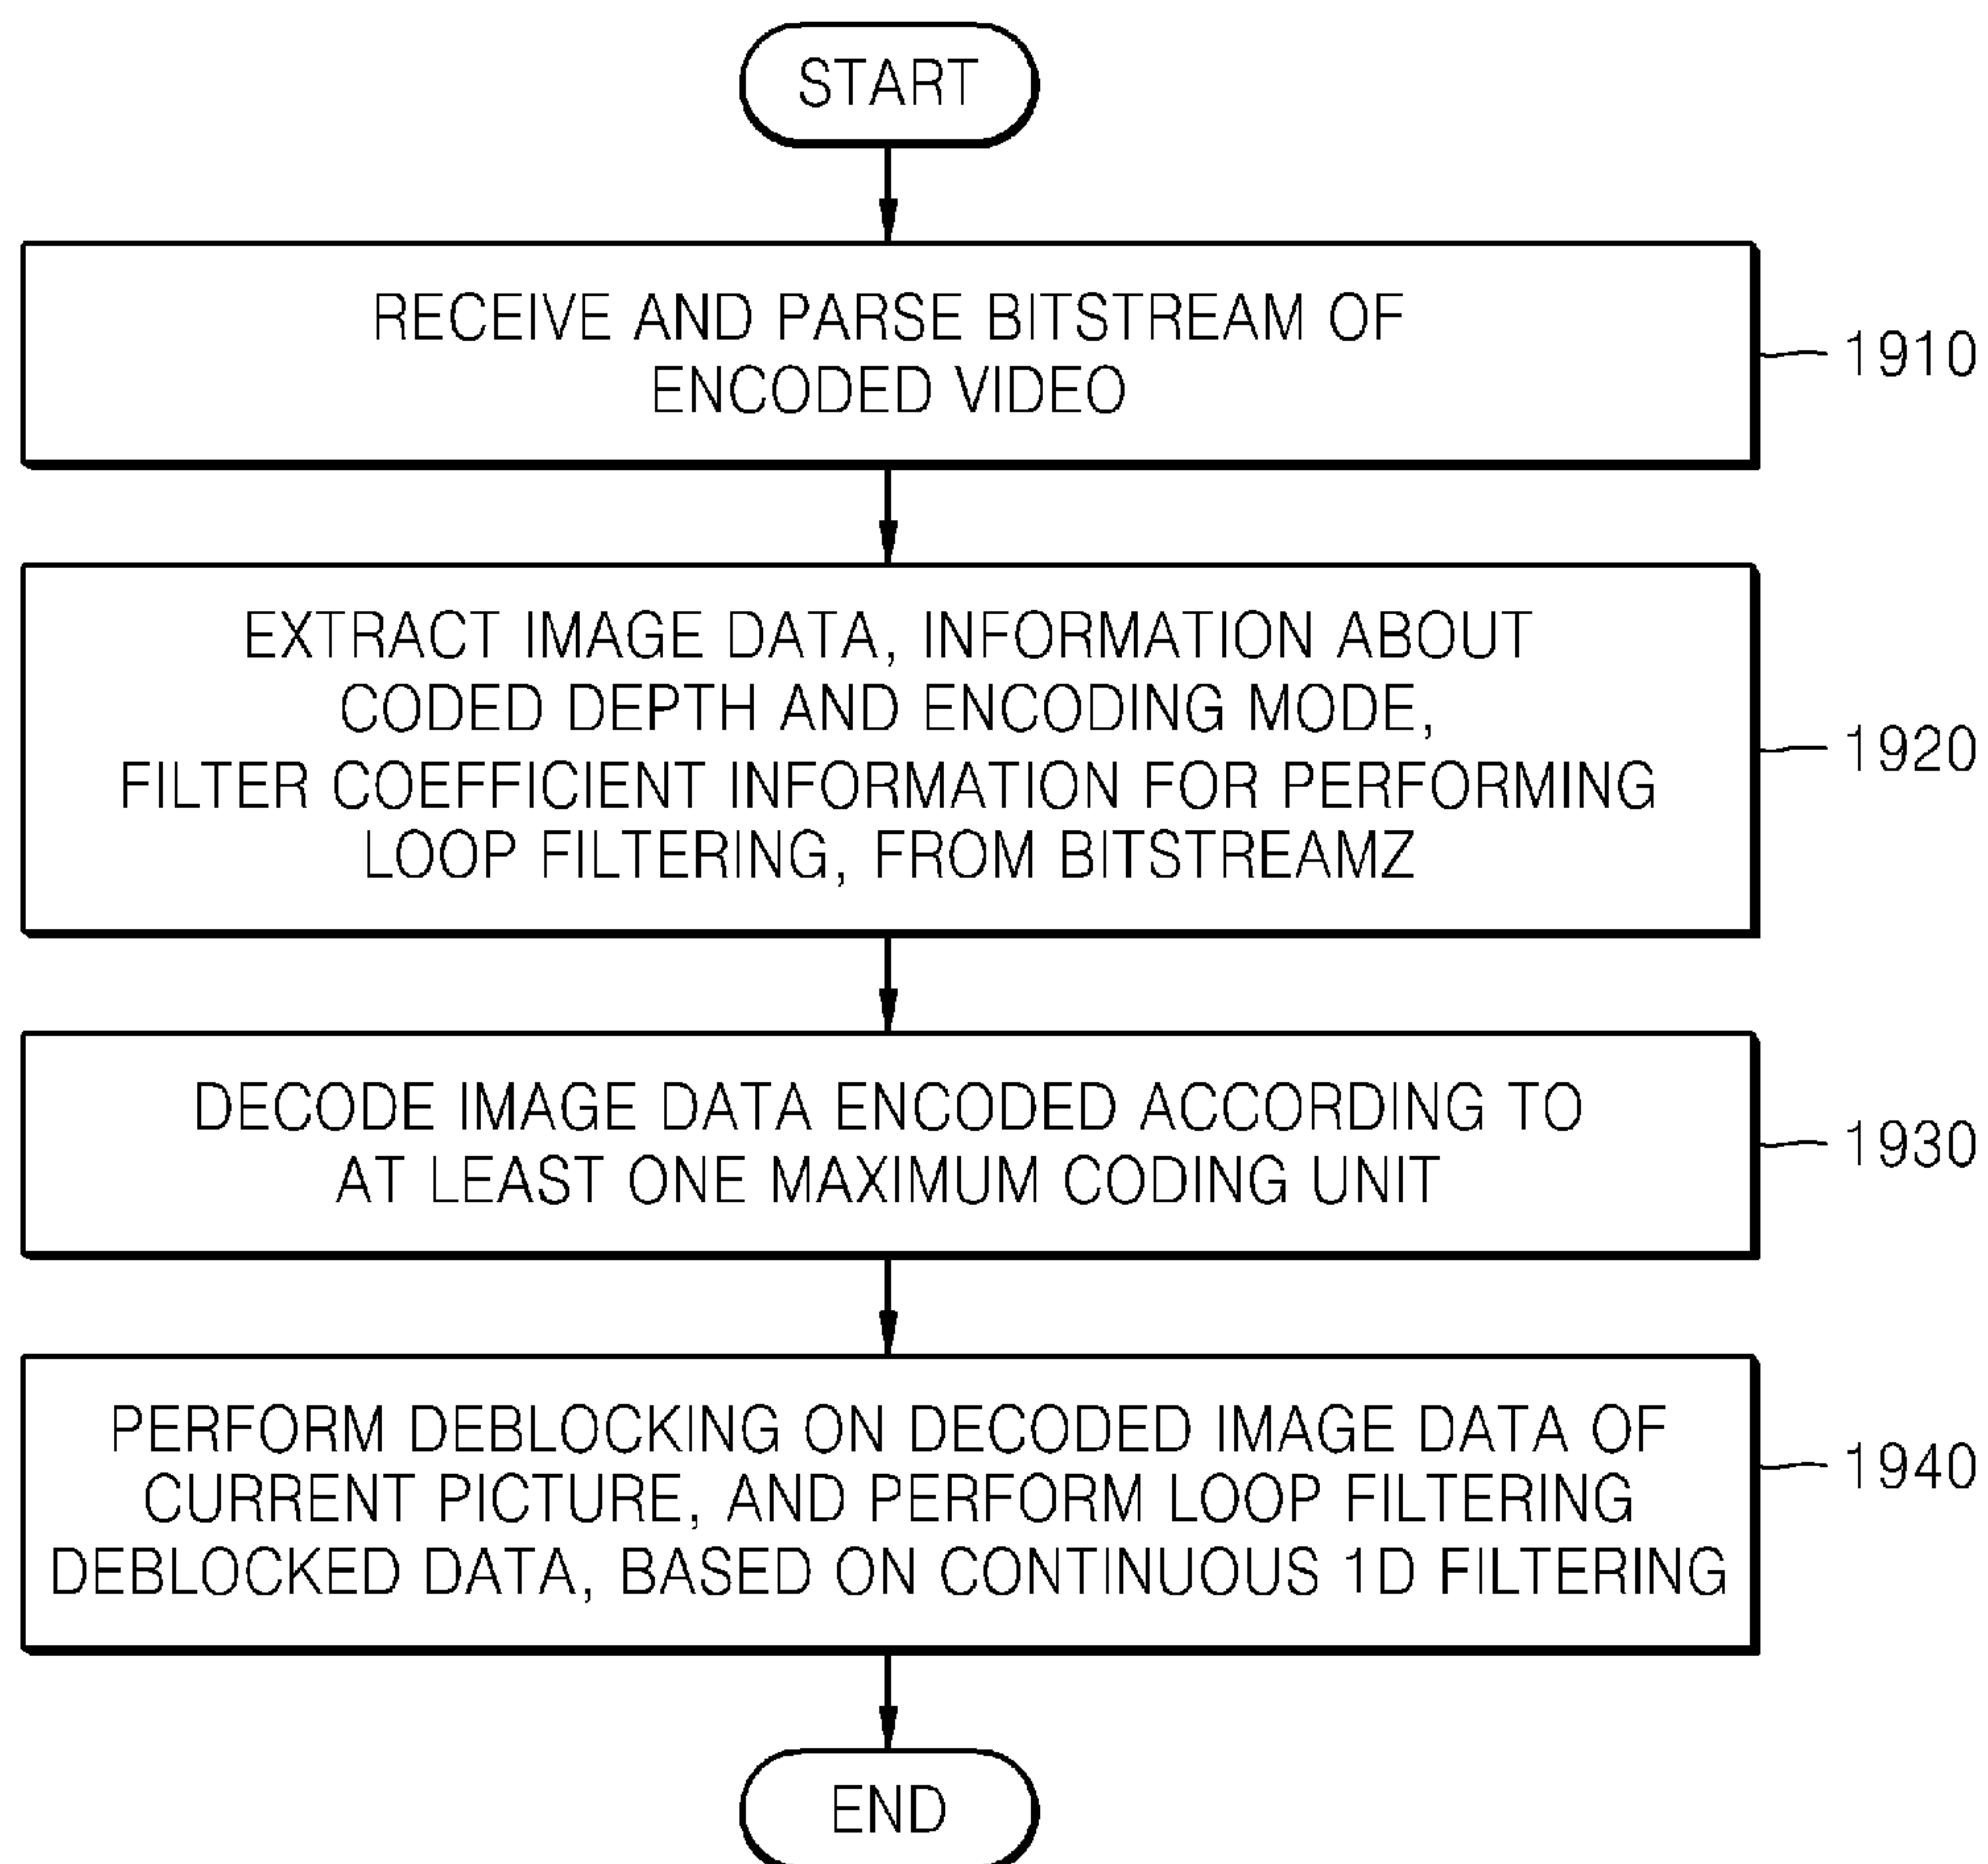 START
RECEIVE AND PARSE BITSTREAM OF
ENCODED VIDEO
1910
EXTRACT IMAGE DATA, INFORMATION ABOUT
CODED DEPTH AND ENCODING MODE,
FILTER COEFFICIENT INFORMATION FOR PERFORMING
LOOP FILTERING, FROM BITSTREAMZ
1920
DECODE IMAGE DATA ENCODED ACCORDING TO
AT LEAST ONE MAXIMUM CODING UNIT
1930
PERFORM DEBLOCKING ON DECODED IMAGE DATA OF
CURRENT PICTURE, AND PERFORM LOOP FILTERING
DEBLOCKED DATA, BASED ON CONTINUOUS 1D FILTERING
1940
END